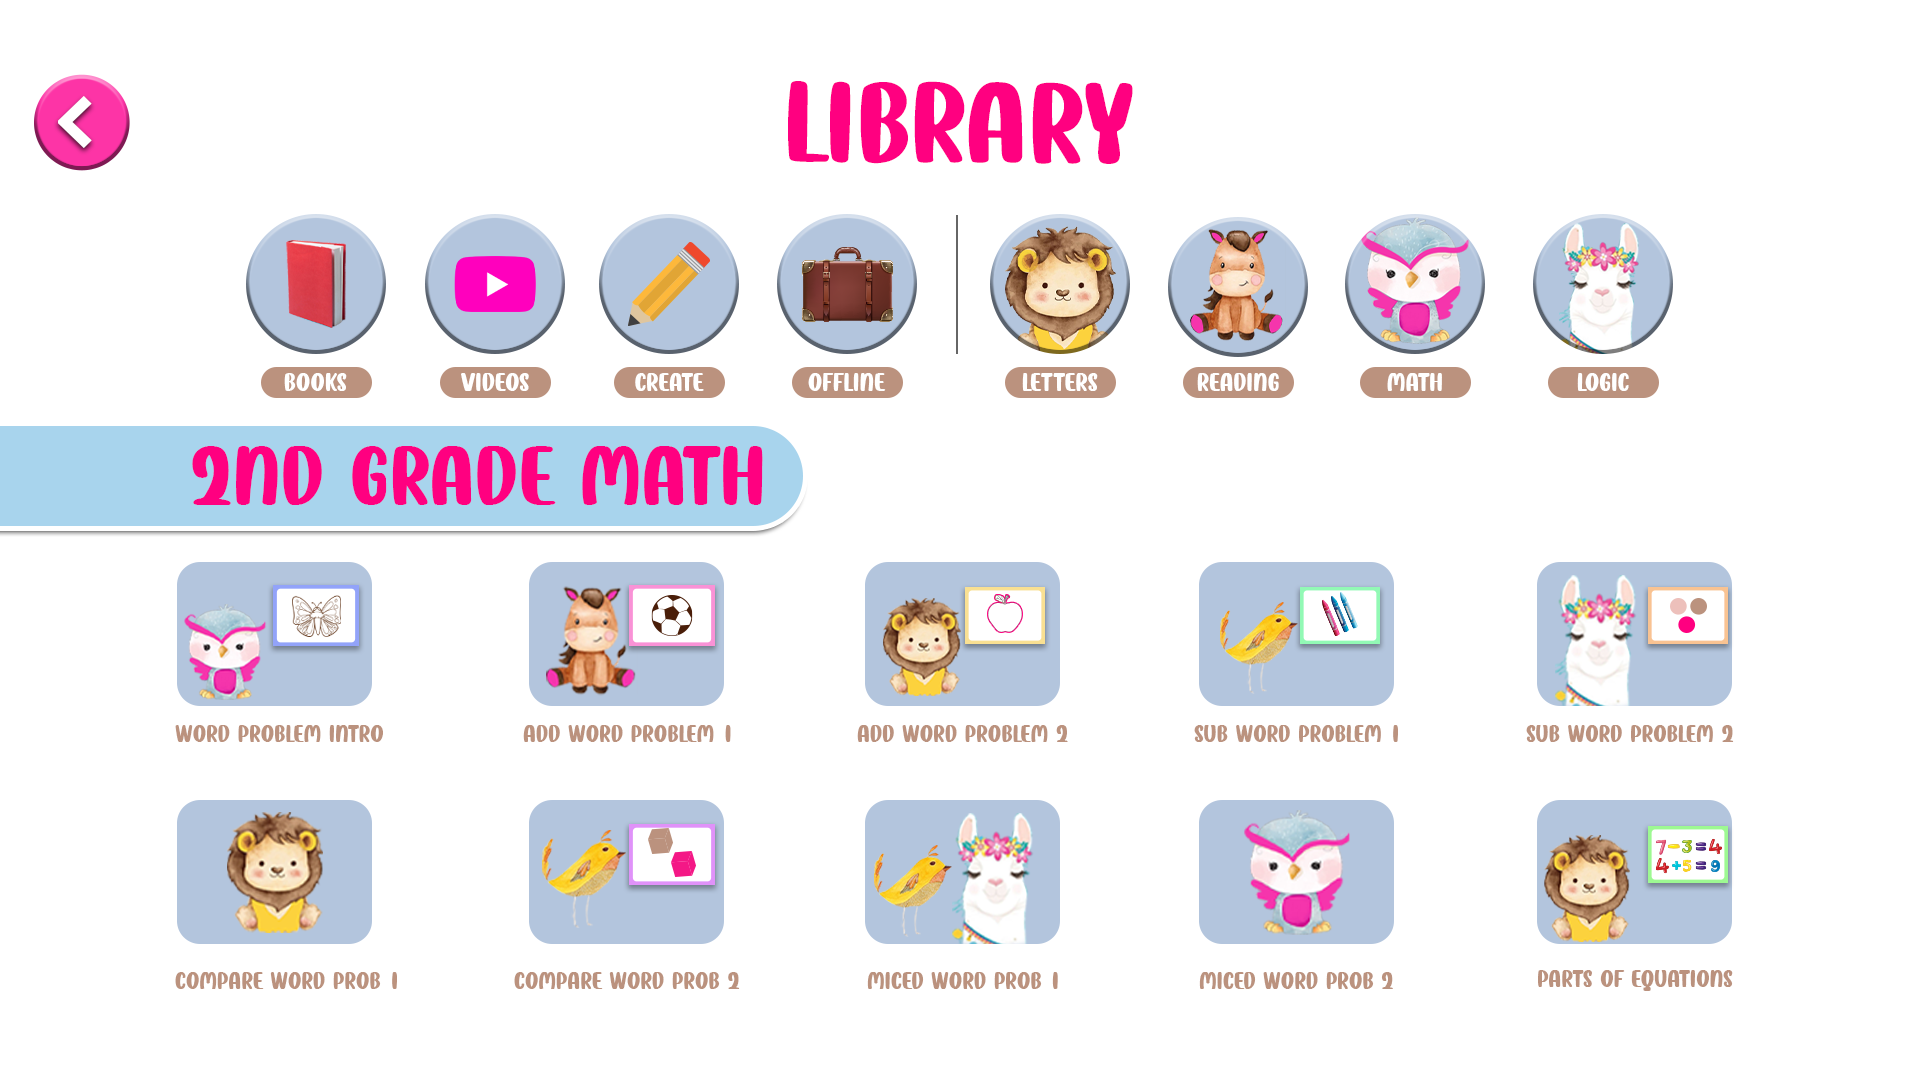 LIBRARY
BOOKS VIDEOS CREATE OFFLINE LETTERS READING MATH LOGIC
2ND GRADE MATH
WORD PROBLEM INTRO ADD WORD PROBLEM 1 ADD WORD PROBLEM 2 SUB WORD PROBLEM 1 SUB WORD PROBLEM 2
7-3=4
4+5=9
COMPARE WORD PROB 1 COMPARE WORD PROB 2 MICED WORD PROB 1 MICED WORD PROB 2 PARTS OF EQUATIONS